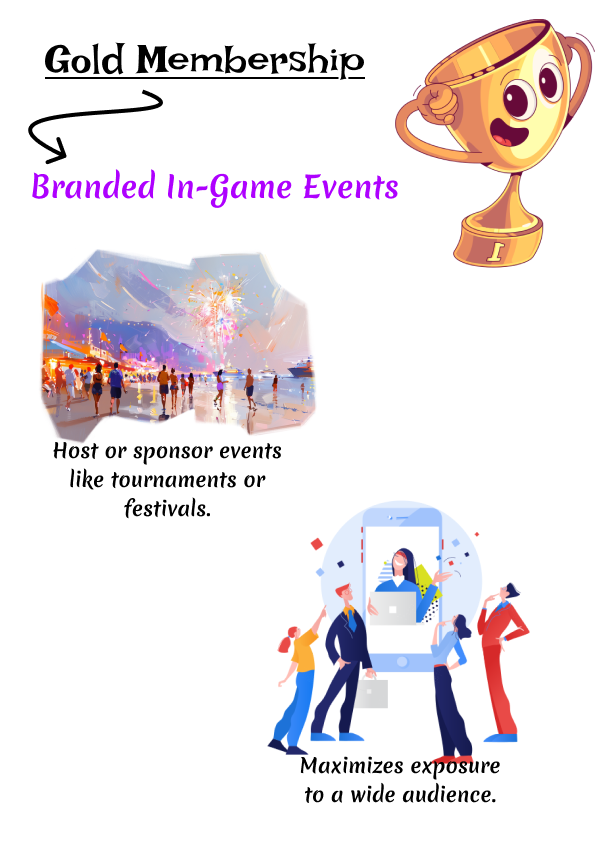 Gold Membership
1
Branded In-Game Events
Host or sponsor events
like tournaments or
festivals.
Maximizes exposure
to a wide audience.